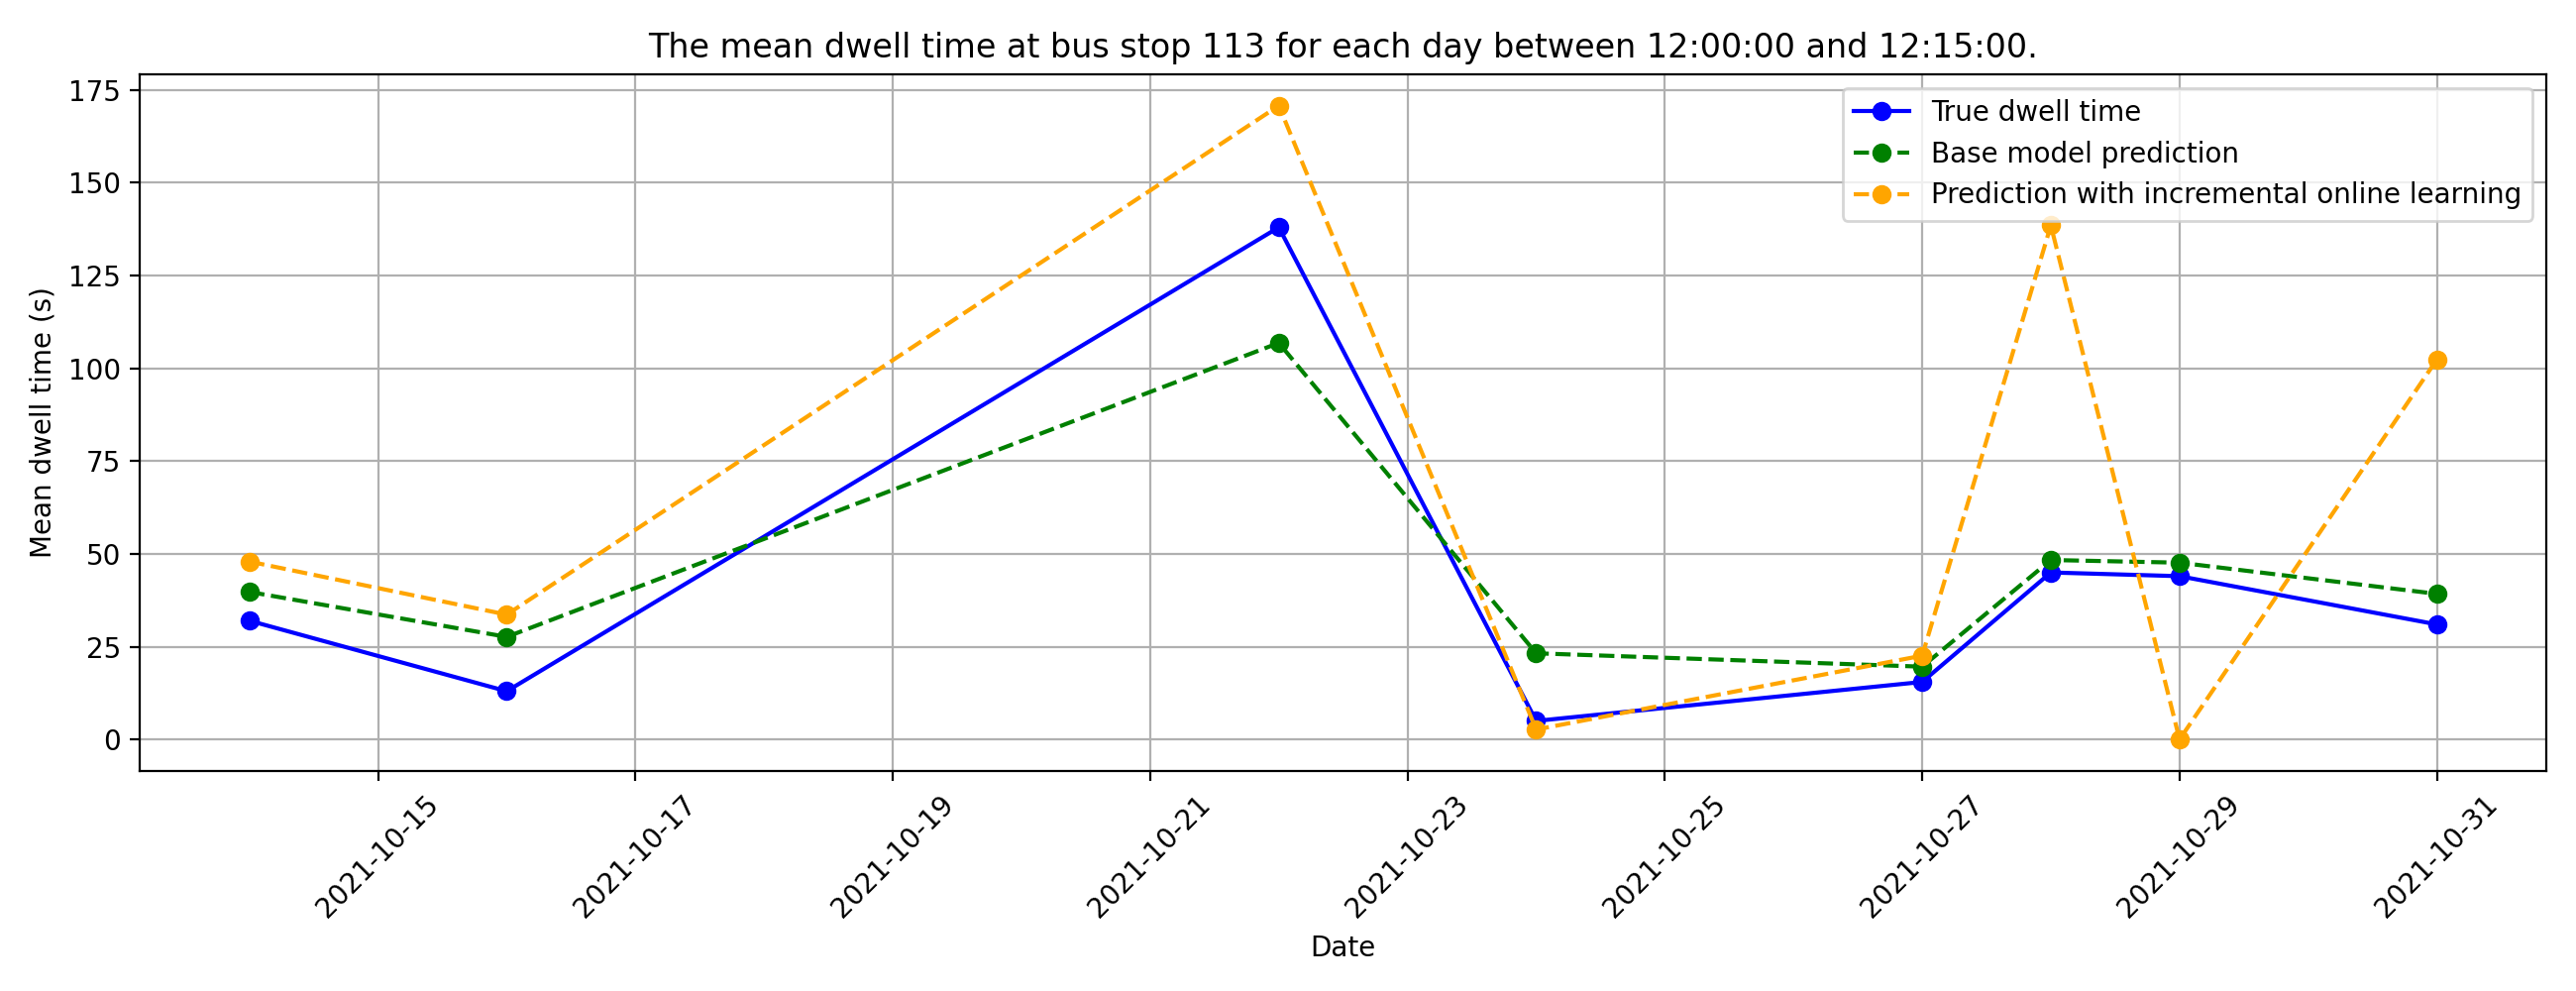 The mean dwell time at bus stop 113 for each day between 12:00:00 and 12:15:00.
175
150
125
100
75
50
25
0
Mean dwell time (s)
True dwell time
Base model prediction
Prediction with incremental online learning
2021-10-15
2021-10-17
2021-10-19
2021-10-21
2021-10-23
2021-10-25
2021-10-27
2021-10-29
2021-10-31
Date